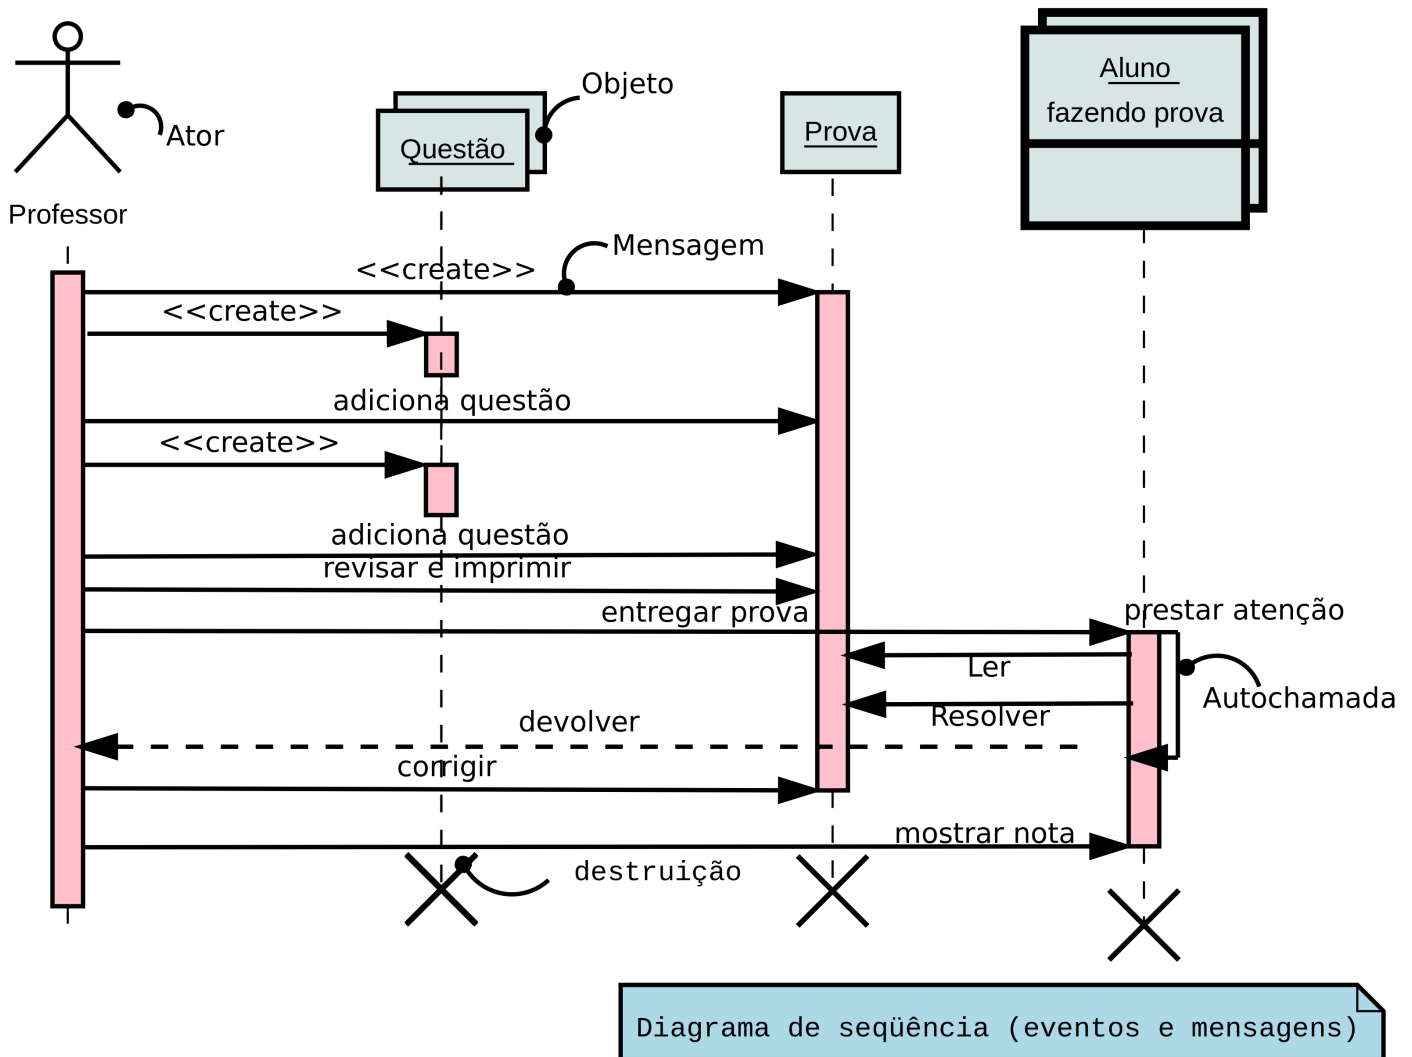 Aluno
fazendo prova
Objeto
Ator
Questão
Prova
Professor
Mensagem
<<create>>
<<create>>
adiciona questão
<<create>>
adiciona questão
revisar e imprimir
entregar prova
prestar atenção
Ler
Autochamada
Resolver
devolver
corrigir
mostrar nota
destruição
Diagrama de seqüência (eventos e mensagens)